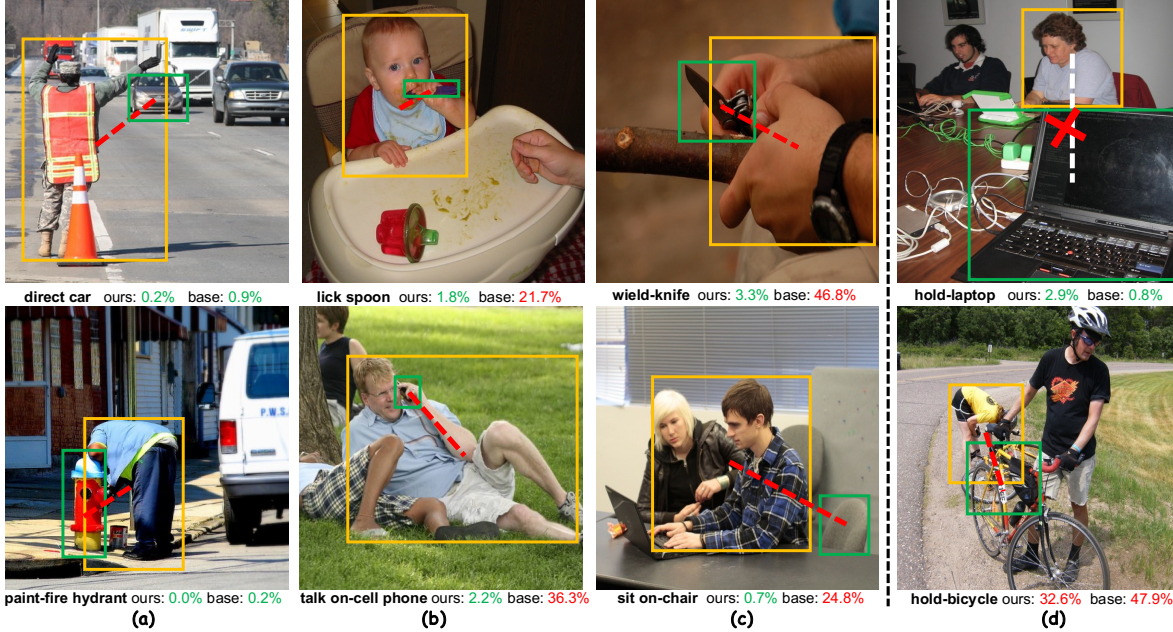 direct car ours: 0.2% base: 0.9%
lick spoon ours: 1.8% base: 21.7%
wield-knife ours: 3.3% base: 46.8%
hold-laptop ours: 2.9% base: 0.8%
P.W.S.
paint-fire hydrant ours: 0.0% base: 0.2%
talk on-cell phone ours: 2.2% base: 36.3%
sit on-chair ours: 0.7% base: 24.8%
hold-bicycle ours: 32.6% base: 47.9%
(a)
(b)
(c)
(d)